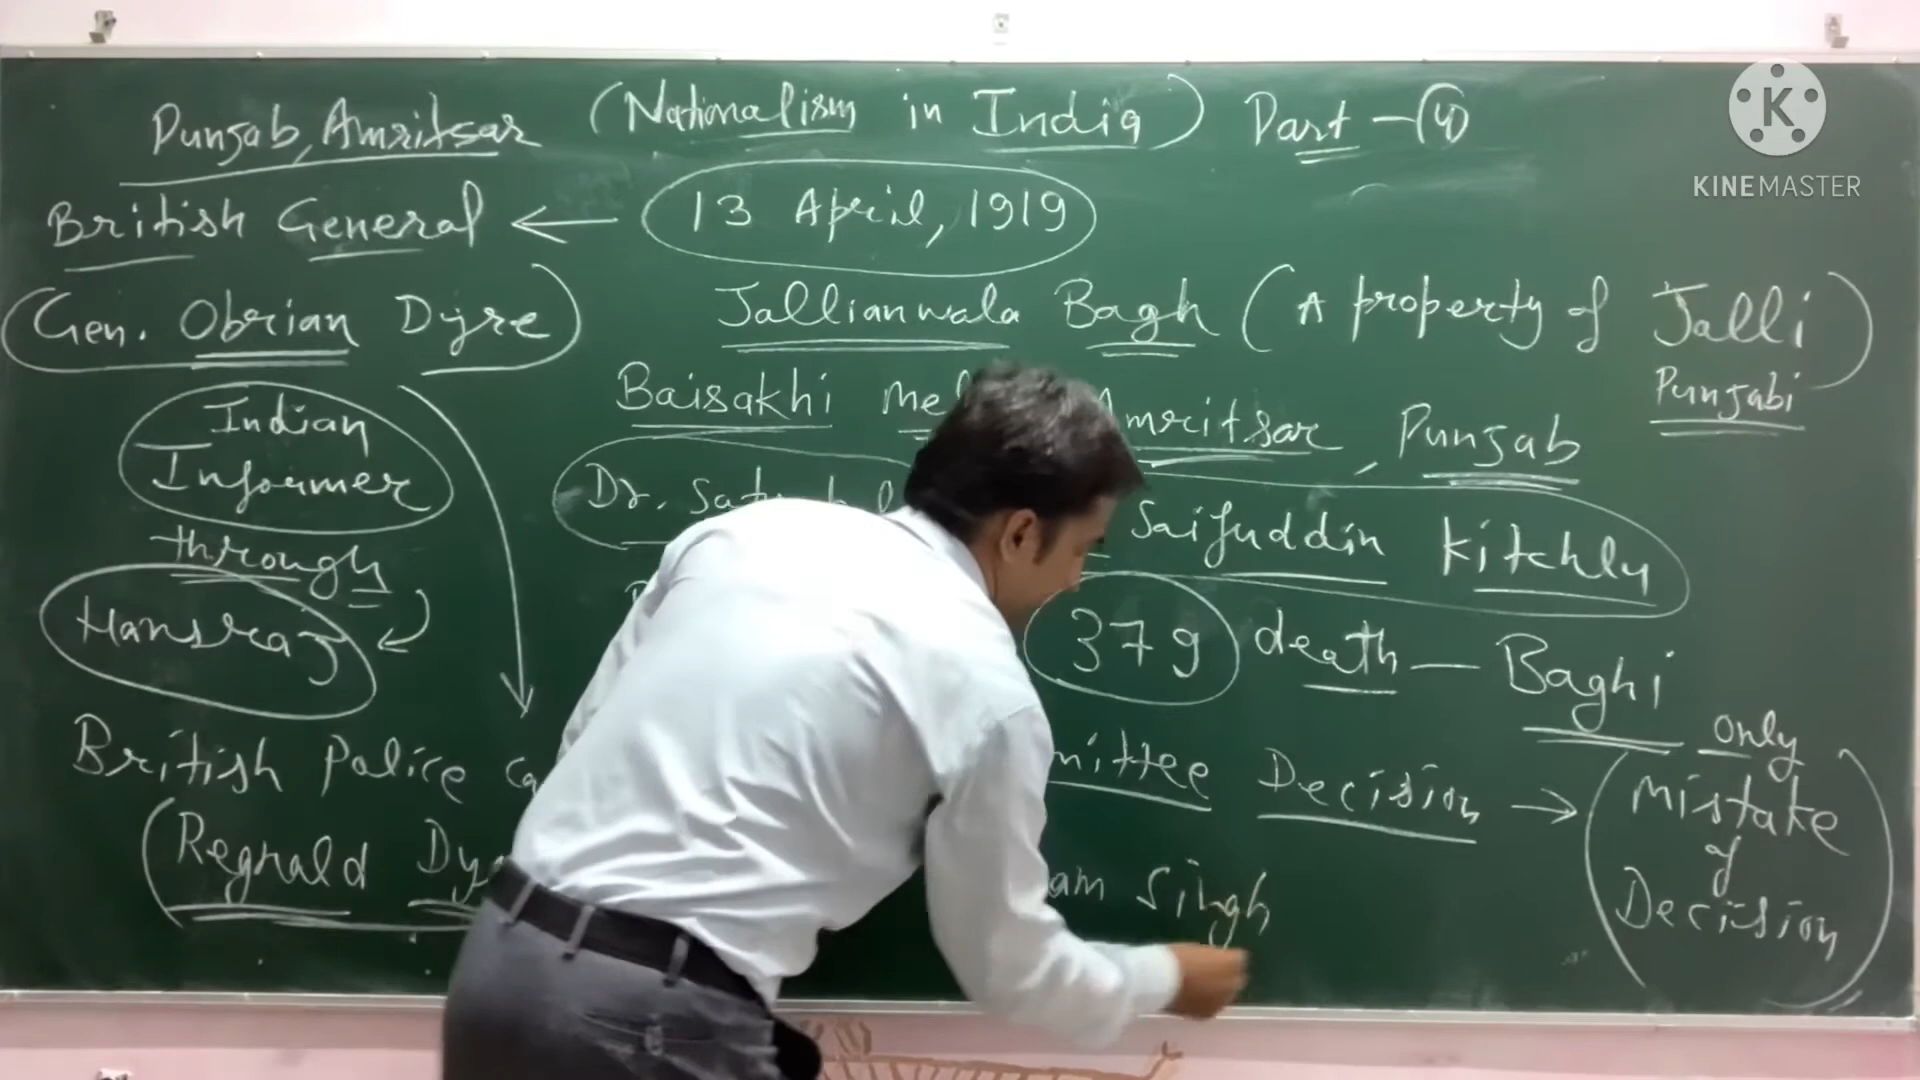 Punjab, Amritsar (Nationalism in India) Part-
British General ← 13 April, 1919
(Gen. Obrian Dyre) Jallianwala Bagh (A property of Jalli)
Punjabi
Baisakhi Amritsar, Punjab
Indian
Informer
Dr. Saifuddin Kitchly
through
Hansraj
379 death — Baghi
British Police Decision → (only
Mistake
of
Decision)
(Regnald
Singh
KINEMASTER